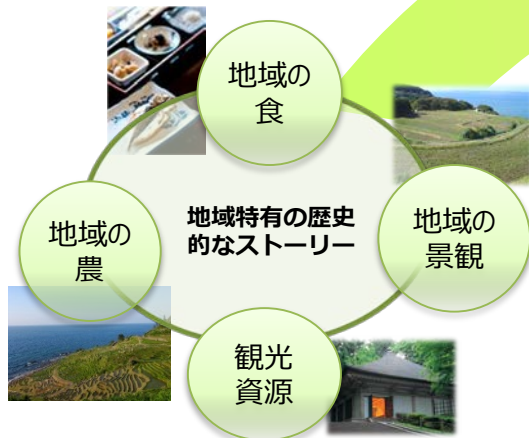 地域の
食
地域特有の歴史
的なストーリー
地域の
農
地域の
景観
観光
資源